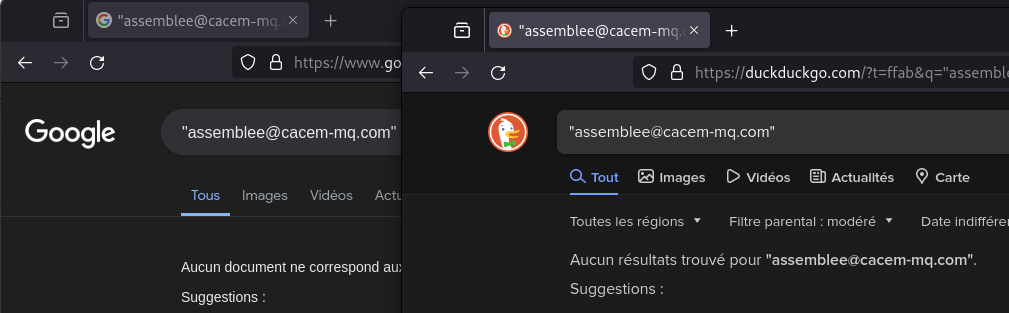 "assemblee@cacem-mq.
https://www.go
Google
"assemblee@cacem-mq.com"
Tous Images Vidéos Actu
Aucun document ne correspond aux
Suggestions :
"assemblee@cacem-mq.c
https://duckduckgo.com/?t=ffab&q="assemble
"assemblee@cacem-mq.com"
Tout Images Vidéos Actualités Carte
Toutes les régions Filtre parental : modéré Date indifféren
Aucun résultats trouvé pour "assemblee@cacem-mq.com".
Suggestions :